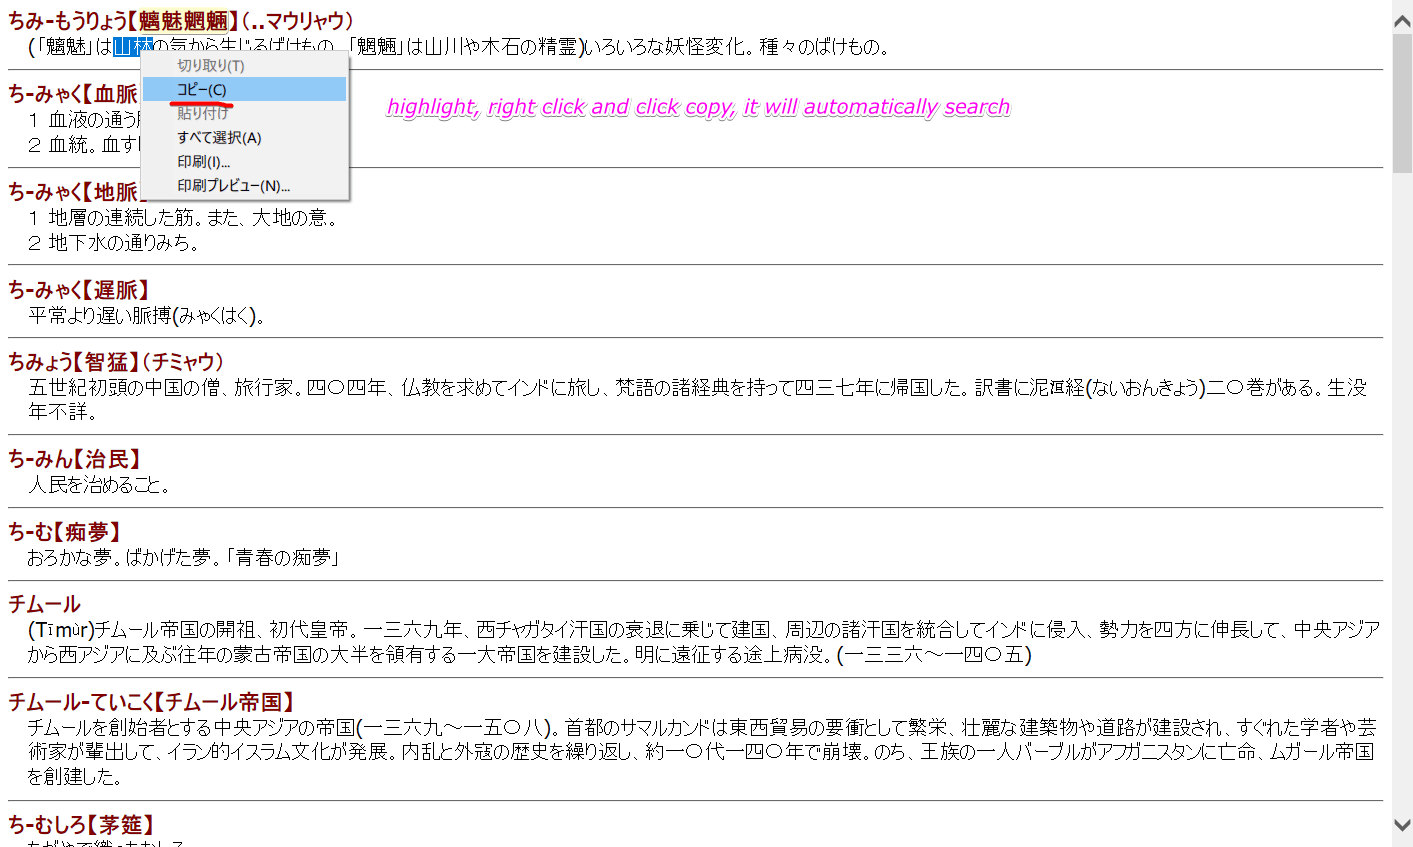 ちみ-もうりょう【魑魅魍魎】(‥マウリャウ)
(「魑魅」は山林の気から生じるばけもの。「魍魎」は山川や木石の精霊)いろいろな妖怪変化。種々のばけもの。
切り取り(T)
コピー(C)
貼り付け
すべて選択(A)
印刷(I)...
印刷プレビュー(N)...
highlight, right click and click copy, it will automatically search
ち-みゃく【血脈
1 血液の通う
2 血統。血す
ち-みゃく【地脈
1 地層の連続した筋。また、大地の意。
2 地下水の通りみち。
ち-みゃく【遅脈】
平常より遅い脈搏(みゃくはく)。
ちみょう【智猛】(チミャウ)
五世紀初頭の中国の僧、旅行家。四〇四年、仏教を求めてインドに旅し、梵語の諸経典を持って四三七年に帰国した。訳書に泥洹経(ないおんきょう)二〇巻がある。生没
年不詳。
ち-みん【治民】
人民を治めること。
ち-む【痴夢】
おろかな夢。ばかげた夢。「青春の痴夢」
チムール
(Tīmùr)チムール帝国の開祖、初代皇帝。一三六九年、西チャガタイ汗国の衰退に乗じて建国、周辺の諸汗国を統合してインドに侵入、勢力を四方に伸長して、中央アジア
から西アジアに及ぶ往年の蒙古帝国の大半を領有する一大帝国を建設した。明に遠征する途上病没。(一三三六〜一四〇五)
チムール-ていこく【チムール帝国】
チムールを創始者とする中央アジアの帝国(一三六九〜一五〇八)。首都のサマルカンドは東西貿易の要衝として繁栄、壮麗な建築物や道路が建設され、すぐれた学者や芸
術家が輩出して、イラン的イスラム文化が発展。内乱と外寇の歴史を繰り返し、約一〇代一四〇年で崩壊。のち、王族の一人バーブルがアフガニスタンに亡命、ムガール帝国
を創建した。
ち-むしろ【茅筵】